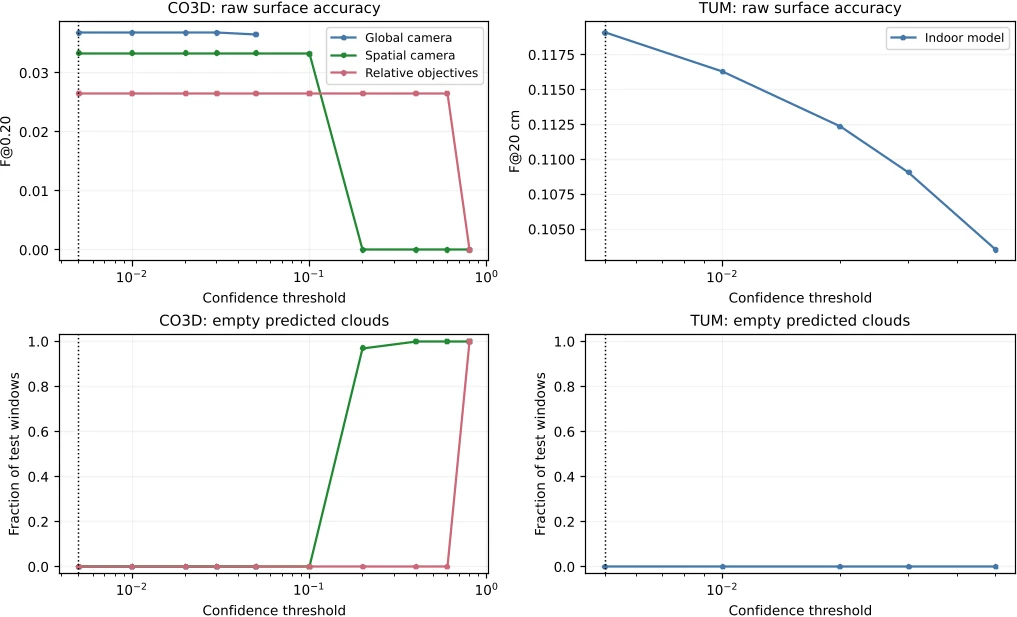 CO3D: raw surface accuracy
F@0.20
0.03
0.02
0.01
0.00
Global camera
Spatial camera
Relative objectives
10⁻²
10⁻¹
10⁰
Confidence threshold
TUM: raw surface accuracy
F@20 cm
0.1175
0.1150
0.1125
0.1100
0.1075
0.1050
Indoor model
10⁻²
Confidence threshold
CO3D: empty predicted clouds
Fraction of test windows
1.0
0.8
0.6
0.4
0.2
0.0
10⁻²
10⁻¹
10⁰
Confidence threshold
TUM: empty predicted clouds
Fraction of test windows
1.0
0.8
0.6
0.4
0.2
0.0
10⁻²
Confidence threshold